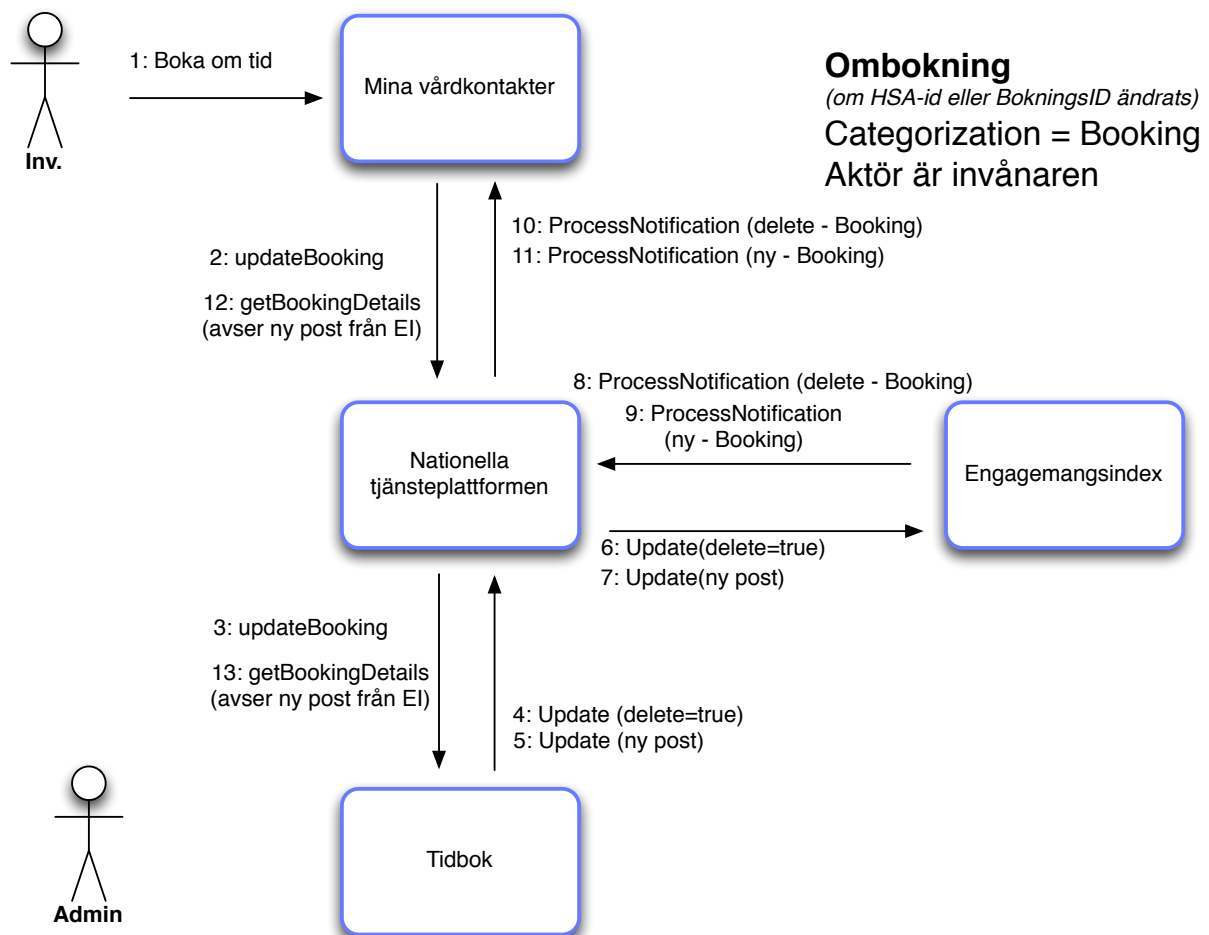 1: Boka om tid
Inv.
Mina vårdkontakter
Ombokning
(om HSA-id eller BokningsID ändrats)
Categorization = Booking
Aktör är invånaren
10: ProcessNotification (delete - Booking)
11: ProcessNotification (ny - Booking)
2: updateBooking
12: getBookingDetails
(avser ny post från EI)
8: ProcessNotification (delete - Booking)
9: ProcessNotification
(ny - Booking)
Nationella
tjänsteplattformen
Engagemangsindex
6: Update(delete=true)
7: Update(ny post)
3: updateBooking
13: getBookingDetails
(avser ny post från EI)
4: Update (delete=true)
5: Update (ny post)
Tidbok
Admin